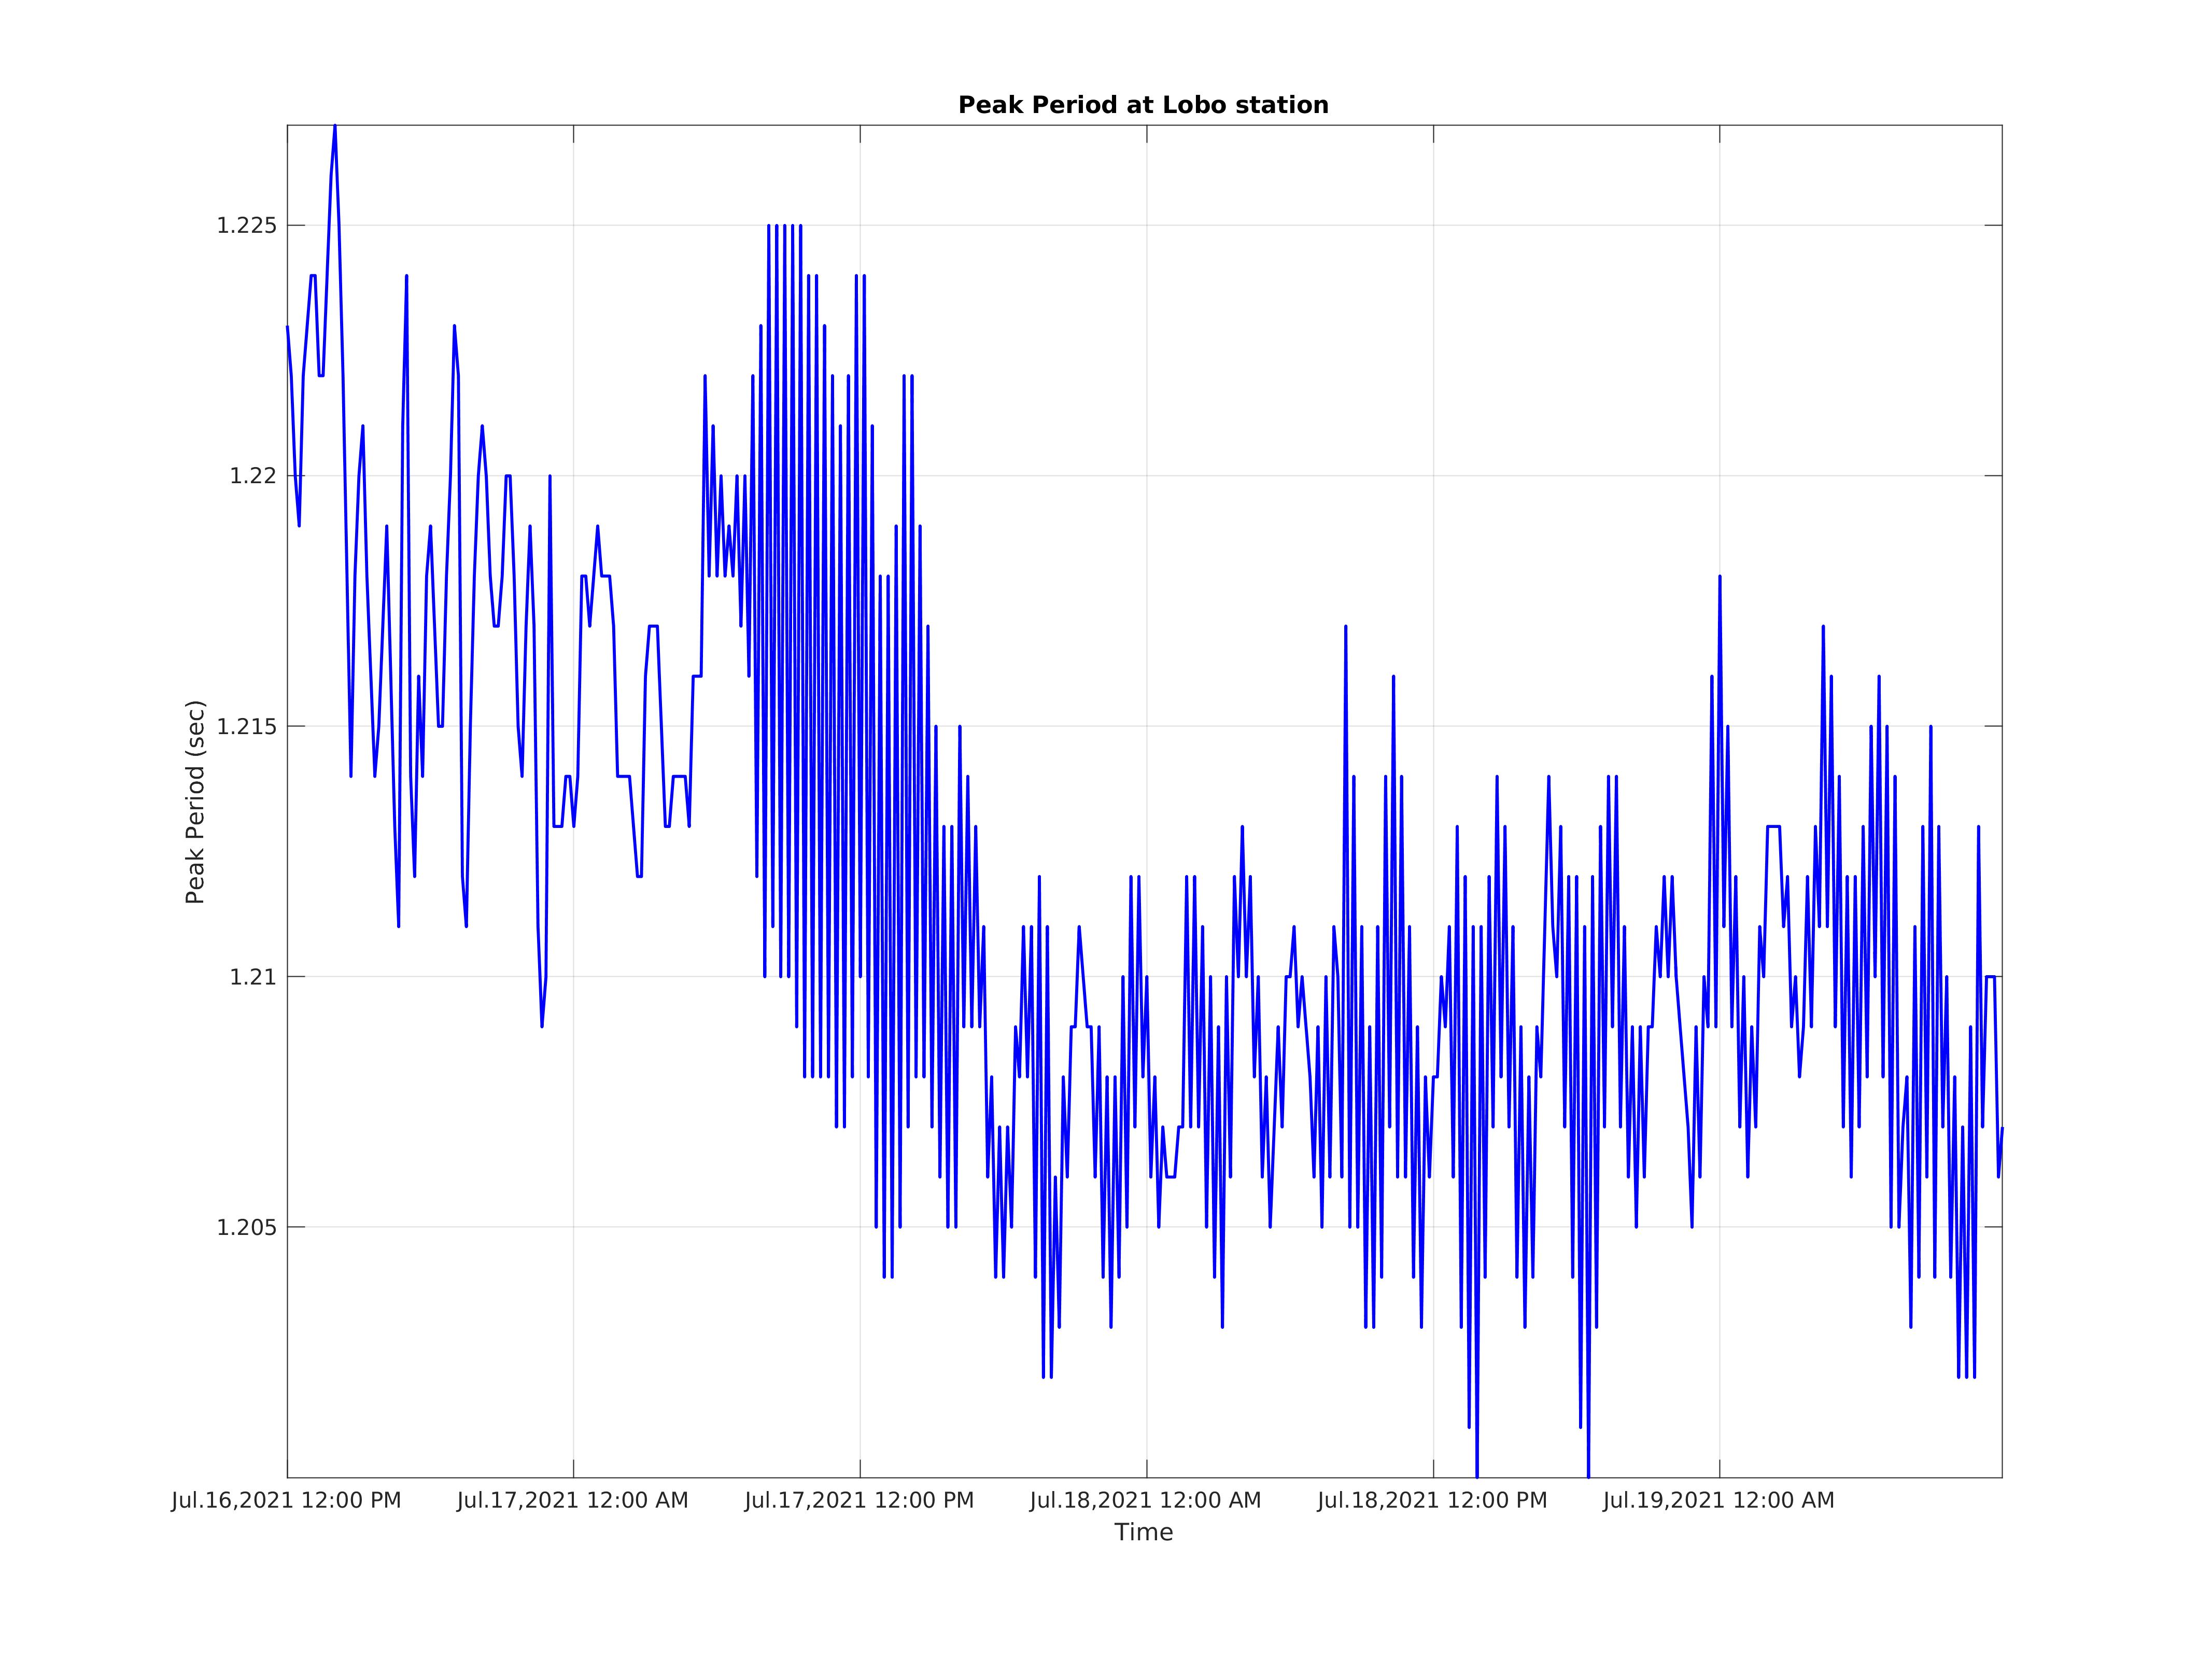 Peak Period at Lobo station
1.225
1.22
1.215
1.21
1.205
Peak Period (sec)
Jul.16,2021 12:00 PM
Jul.17,2021 12:00 AM
Jul.17,2021 12:00 PM
Jul.18,2021 12:00 AM
Jul.18,2021 12:00 PM
Jul.19,2021 12:00 AM
Time